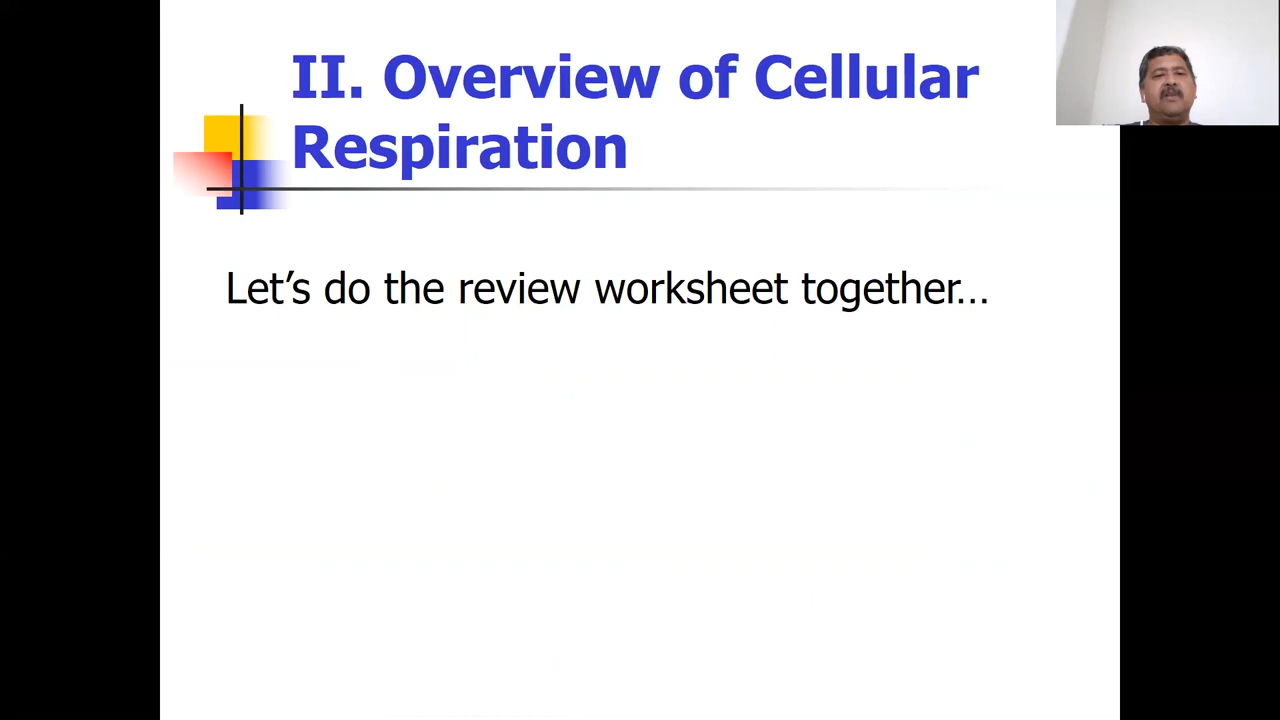 II. Overview of Cellular
Respiration
Let’s do the review worksheet together…